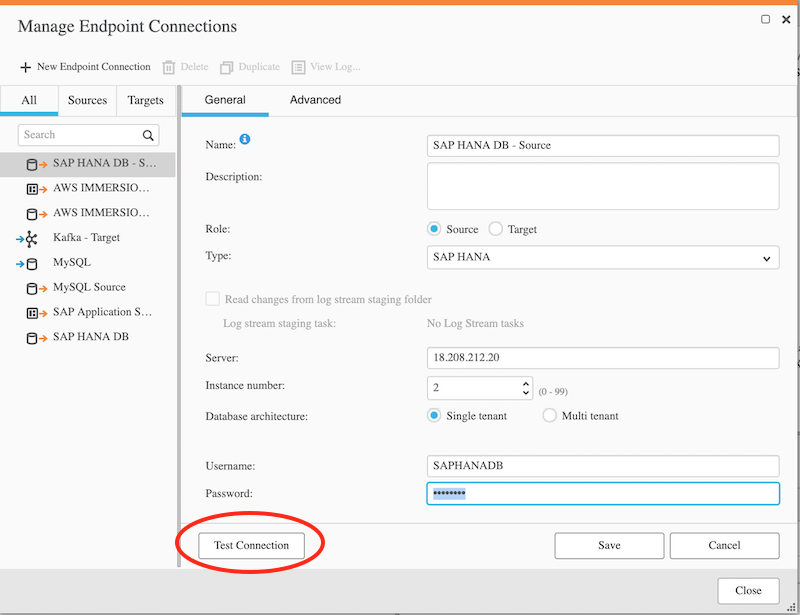 Manage Endpoint Connections
New Endpoint Connection Delete Duplicate View Log...
All Sources Targets
General Advanced
Search
SAP HANA DB - S...
AWS IMMERSIO...
AWS IMMERSIO...
Kafka - Target
MySQL
MySQL Source
SAP Application S...
SAP HANA DB
Name: SAP HANA DB - Source
Description:
Role: Source Target
Type: SAP HANA
Read changes from log stream staging folder
Log stream staging task: No Log Stream tasks
Server: 18.208.212.20
Instance number: 2 (0 - 99)
Database architecture: Single tenant Multi tenant
Username: SAPHANADB
Password: ••••••••
Test Connection Save Cancel
Close